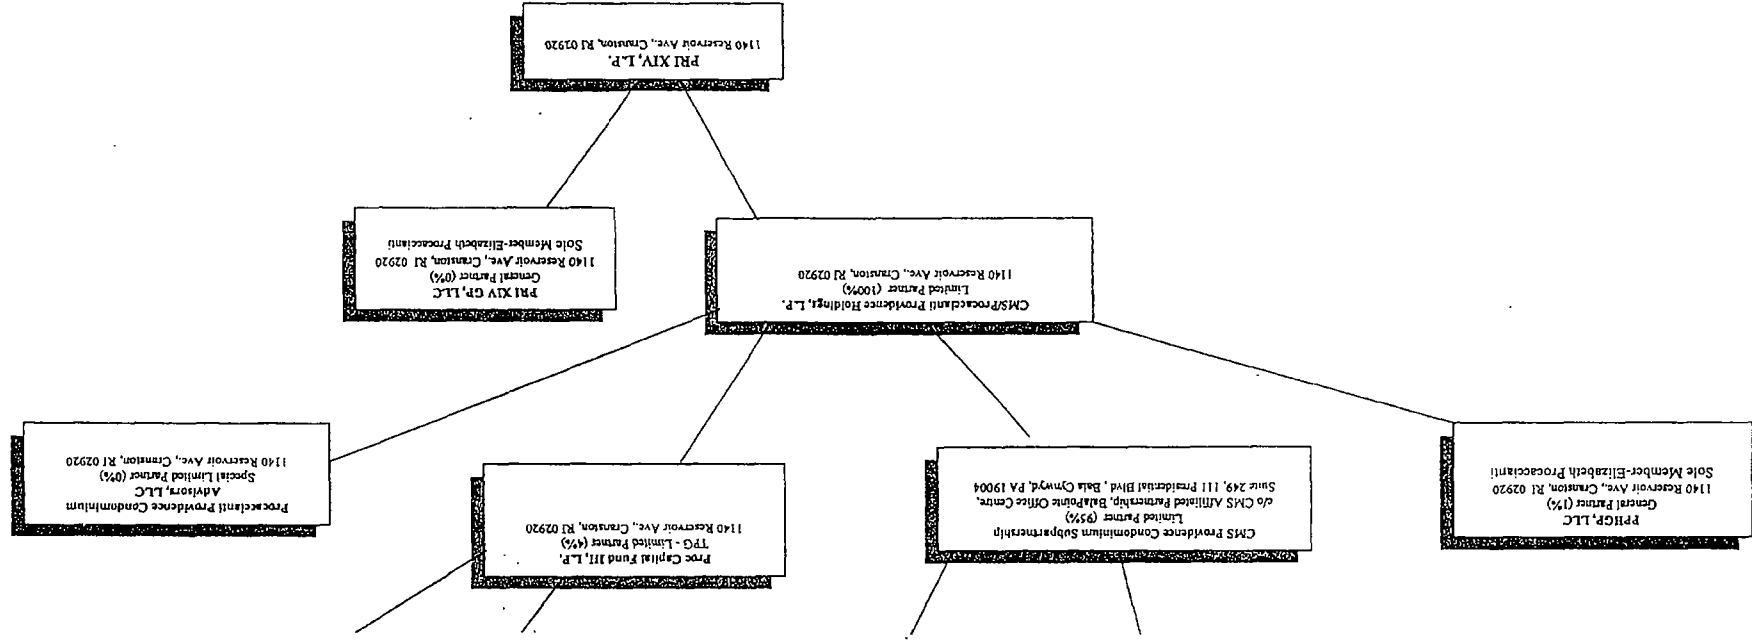 PPHGP, LLC
General Partner (1%)
1140 Reservoir Ave., Cranston, RI 02920
Sole Member-Elizabeth Procaccianti
CMS Providence Condominium Subpartnership
Limited Partner (95%)
c/o CMS Affiliated Partnership, BalaPointe Office Centre,
Suite 249, 111 Presidential Blvd, Bala Cynwyd, PA 19004
Proc Capital Fund III, L.P.
TPG - Limited Partner (4%)
1140 Reservoir Ave., Cranston, RI 02920
Procaccianti Providence Condominium
Advisors, LLC
Special Limited Partner (0%)
1140 Reservoir Ave., Cranston, RI 02920
CMS/Procaccianti Providence Holdings, L.P.
Limited Partner (100%)
1140 Reservoir Ave., Cranston, RI 02920
PRI XIV GP, LLC
General Partner (0%)
1140 Reservoir Ave., Cranston, RI 02920
Sole Member-Elizabeth Procaccianti
PRI XIV, L.P.
1140 Reservoir Ave., Cranston, RI 02920